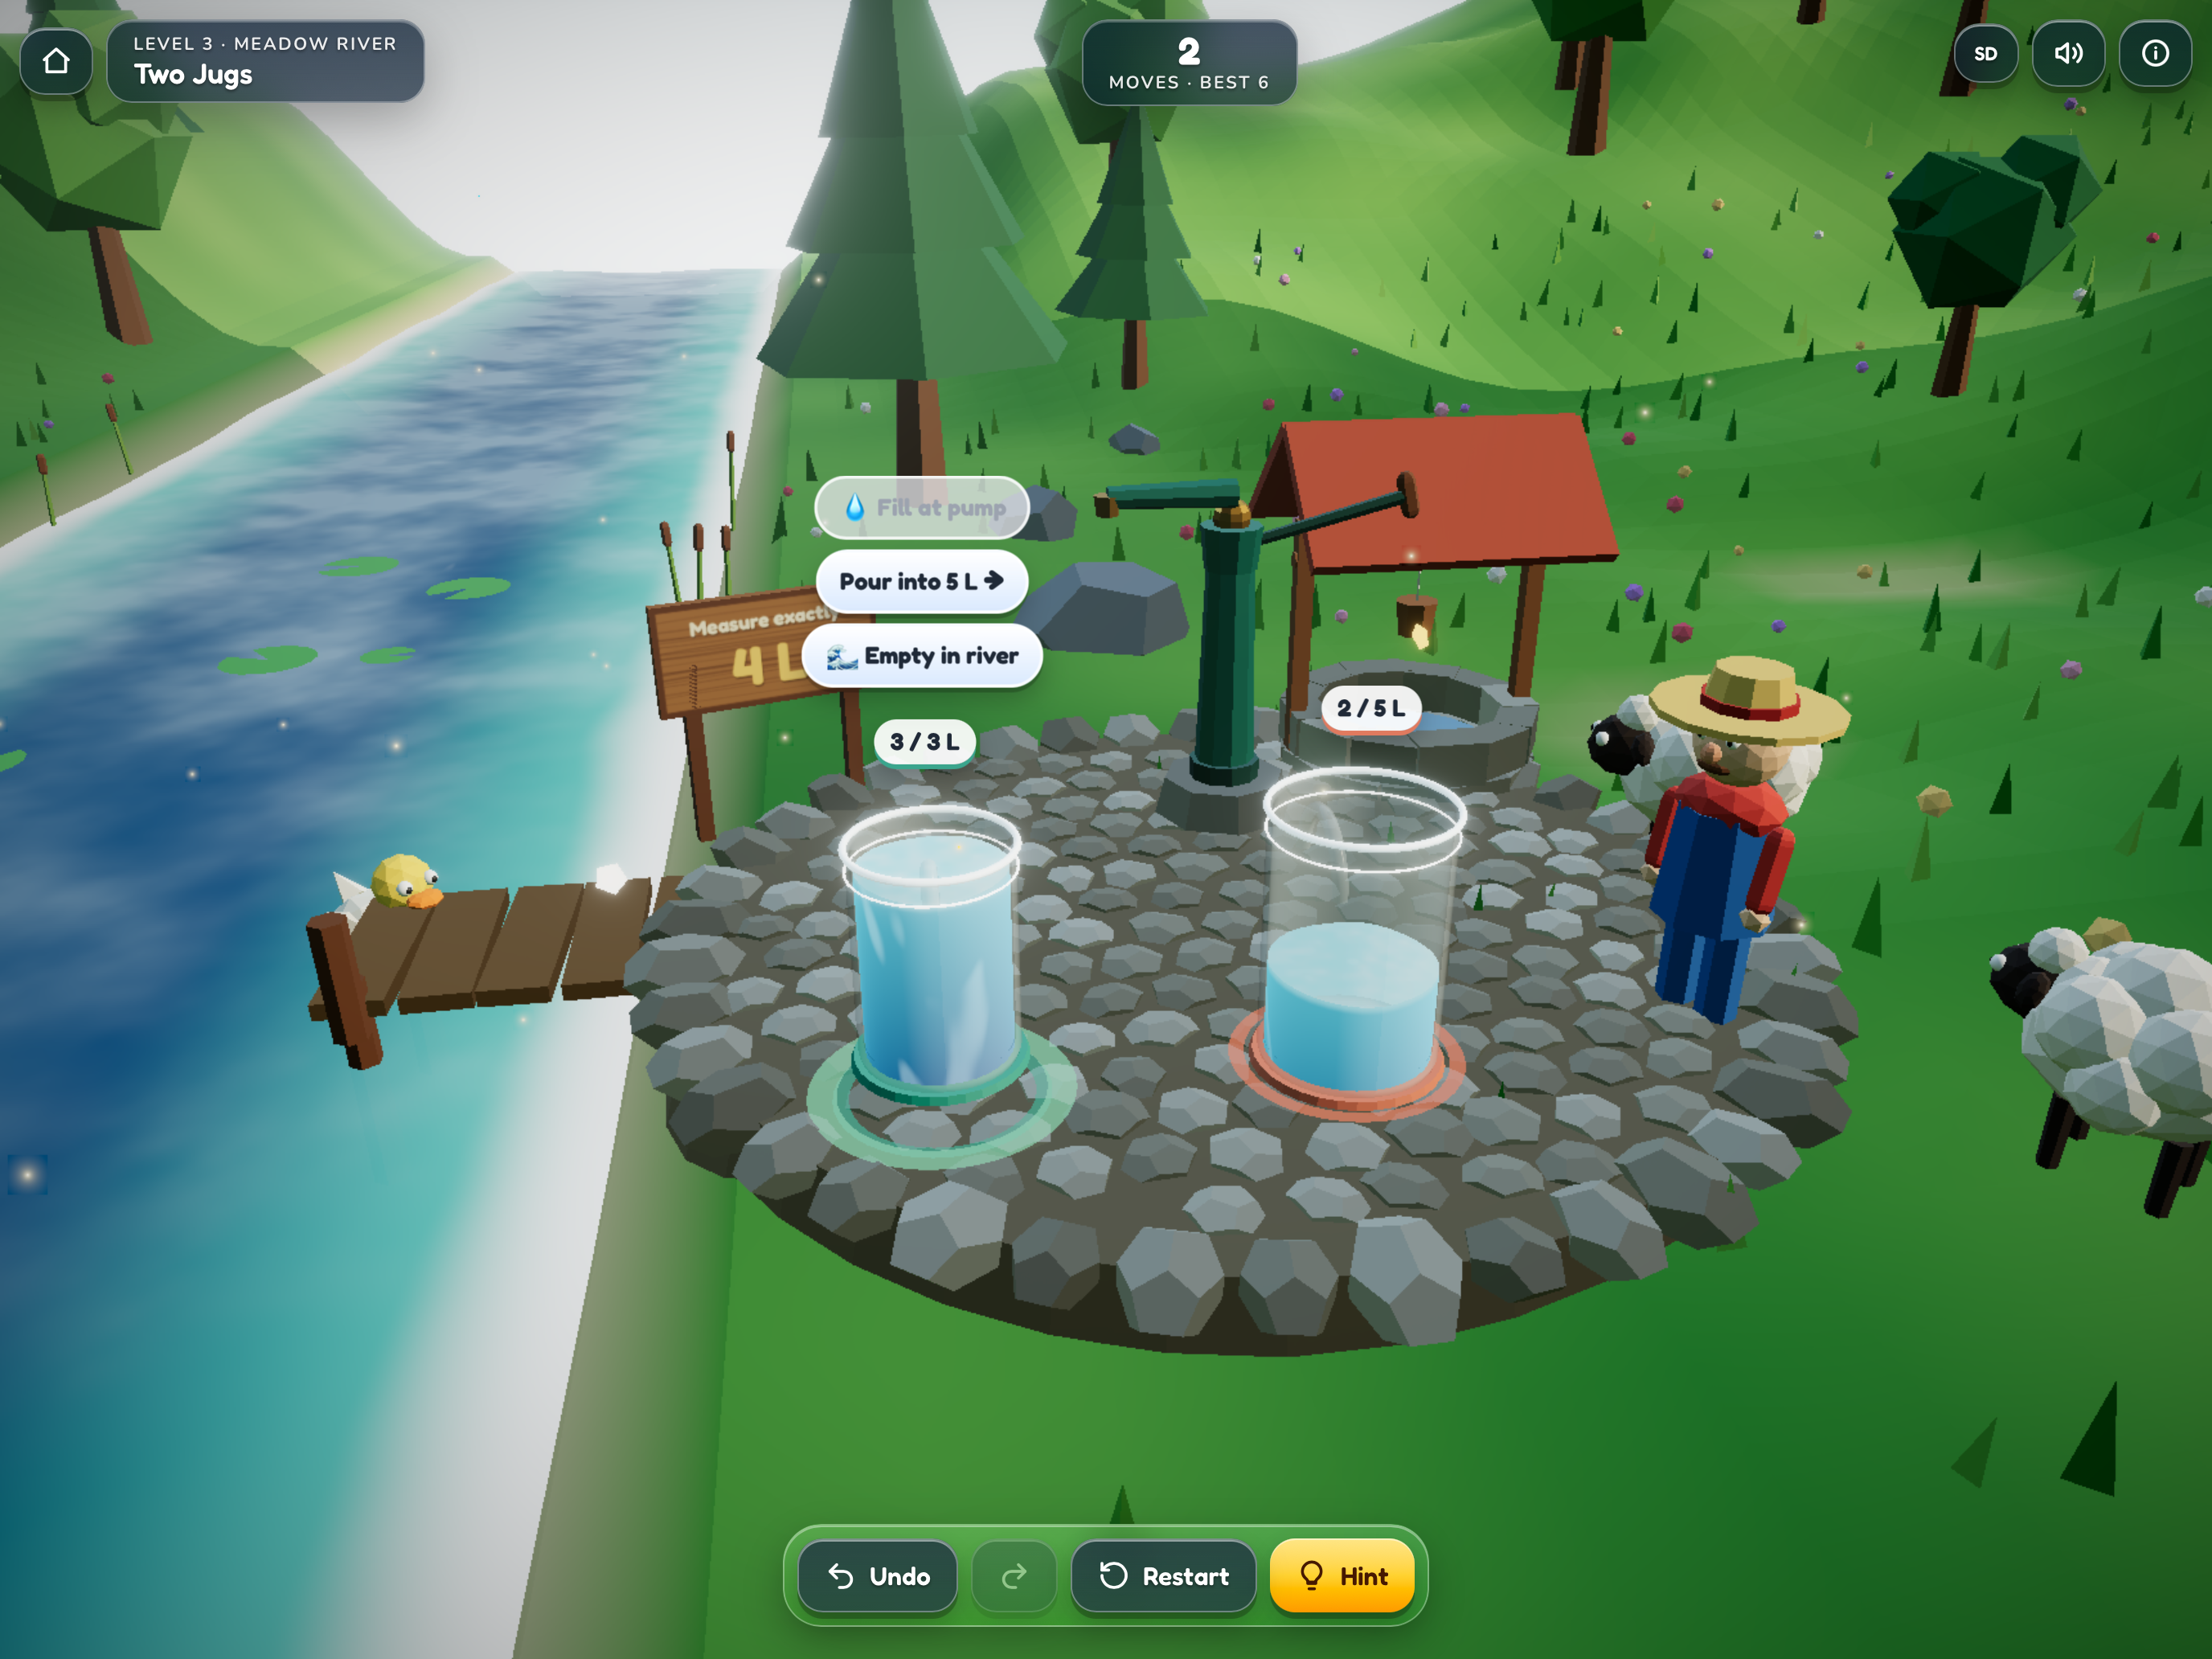 LEVEL 3 · MEADOW RIVER
Two Jugs
2
MOVES · BEST 6
SD
Fill at pump
Pour into 5 L →
Measure exactly
4 L
Empty in river
2 / 5 L
3 / 3 L
Undo
Restart
Hint